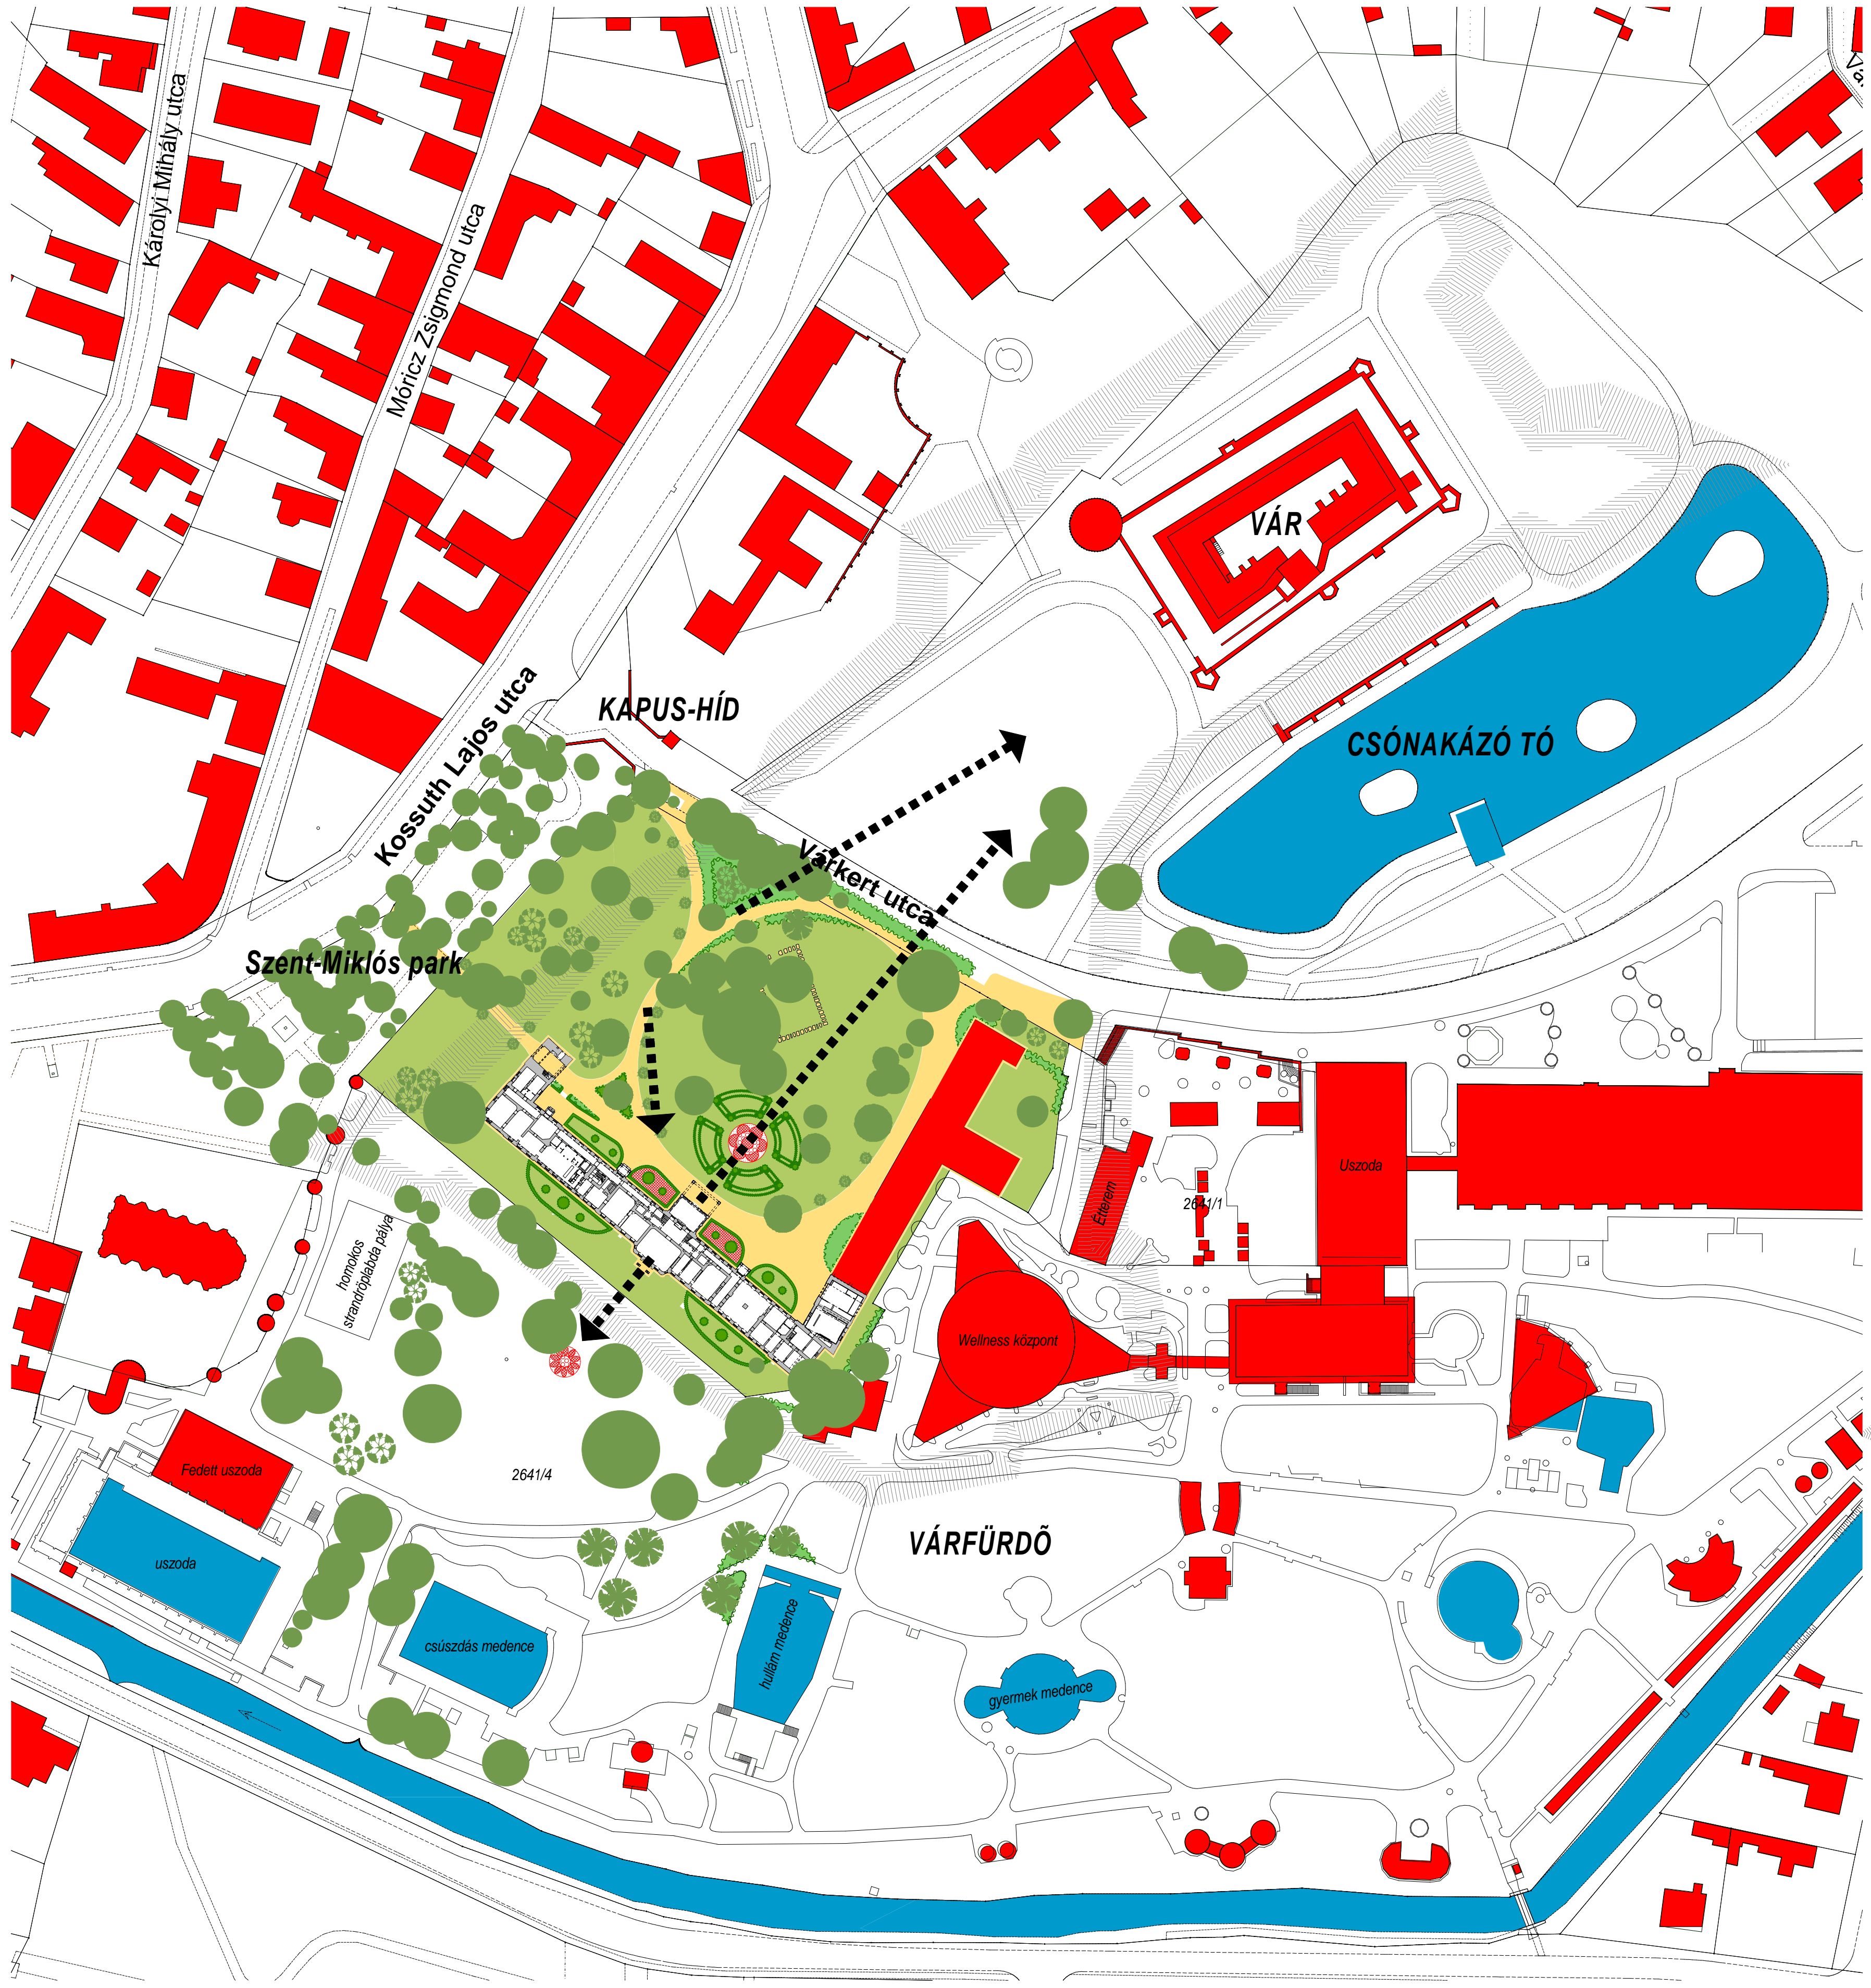 Károlyi Mihály utca
Móricz Zsigmond utca
VÁR
Kossuth Lajos utca
KAPUS-HÍD
CSÓNAKÁZÓ TÓ
Várkert utca
Szent-Miklós park
Uszoda
2641/1
Étterem
homokos
strandröplabda pálya
Wellness központ
Fedett uszoda
2641/4
VÁRFÜRDÕ
uszoda
csúszdás medence
hullám medence
gyermek medence